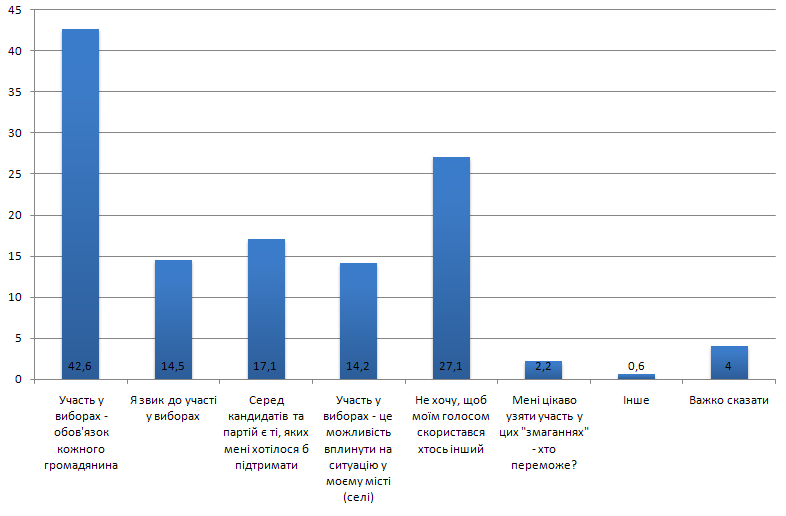 45
40
35
30
25
20
15
10
5
0
42,6
14,5
17,1
14,2
27,1
2,2
0,6
4
Участь у
виборах -
обов'язок
кожного
громадянина
Я звик до участі
у виборах
Серед
кандидатів та
партій є ті, яких
мені хотілося б
підтримати
Участь у
виборах - це
можливість
вплинути на
ситуацію у
моєму місті
(селі)
Не хочу, щоб
моїм голосом
скористався
хтось інший
Мені цікаво
узяти участь у
цих "змаганнях"
- хто
переможе?
Інше
Важко сказати